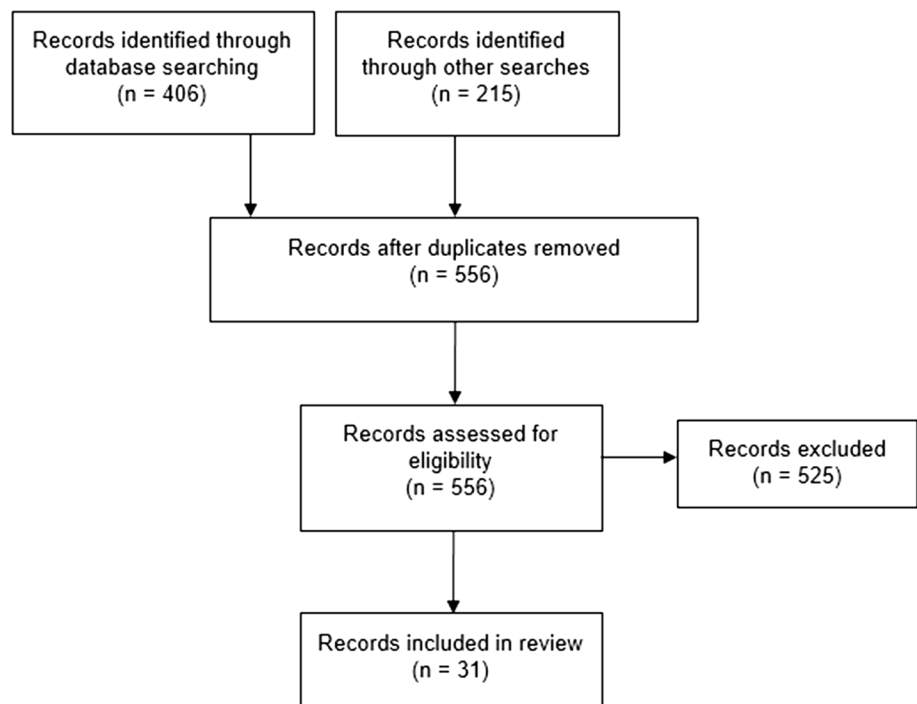 Records identified through
database searching
(n = 406)
Records identified
through other searches
(n = 215)
Records after duplicates removed
(n = 556)
Records assessed for
eligibility
(n = 556)
Records excluded
(n = 525)
Records included in review
(n = 31)